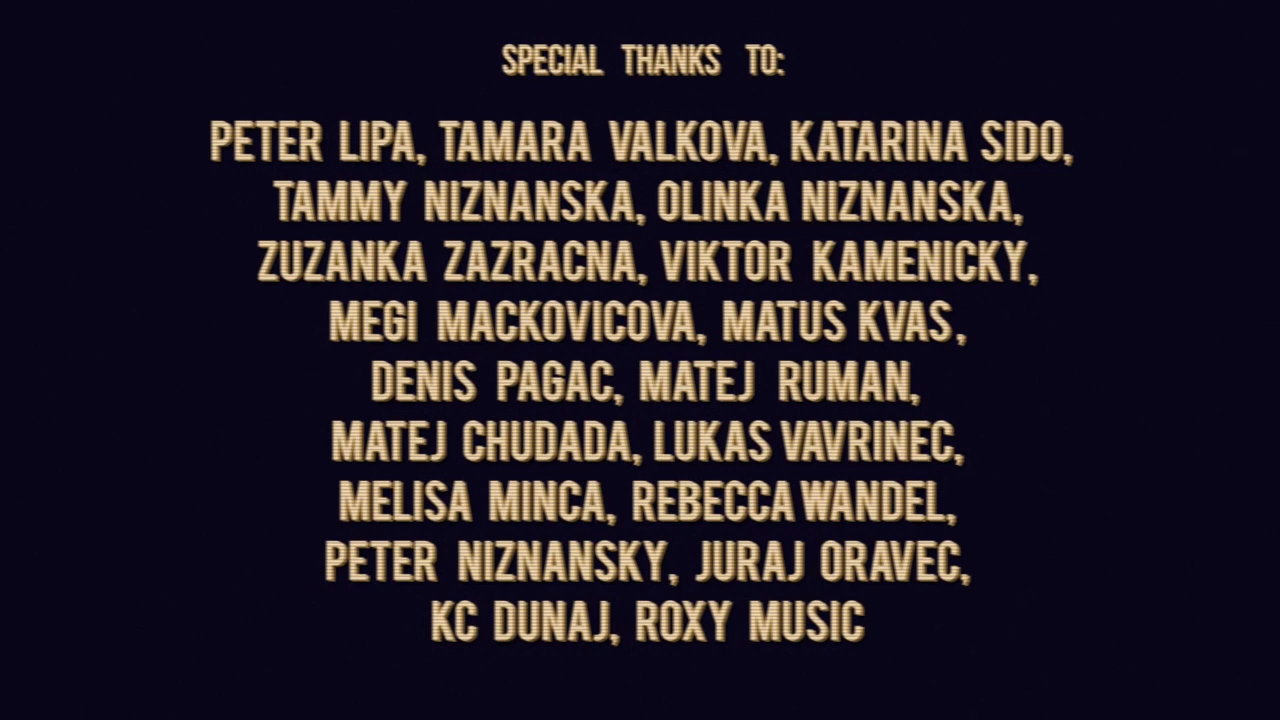 SPECIAL THANKS TO:
PETER LIPA, TAMARA VALKOVA, KATARINA SIDO,
TAMMY NIZNANSKA, OLINKA NIZNANSKA,
ZUZANKA ZAZRACNA, VIKTOR KAMENICKY,
MEGI MACKOVICOVA, MATUS KVAS,
DENIS PAGAC, MATEJ RUMAN,
MATEJ CHUDADA, LUKAS VAVRINEC,
MELISA MINCA, REBECCA WANDEL,
PETER NIZNANSKY, JURAJ ORAVEC,
KC DUNAJ, ROXY MUSIC